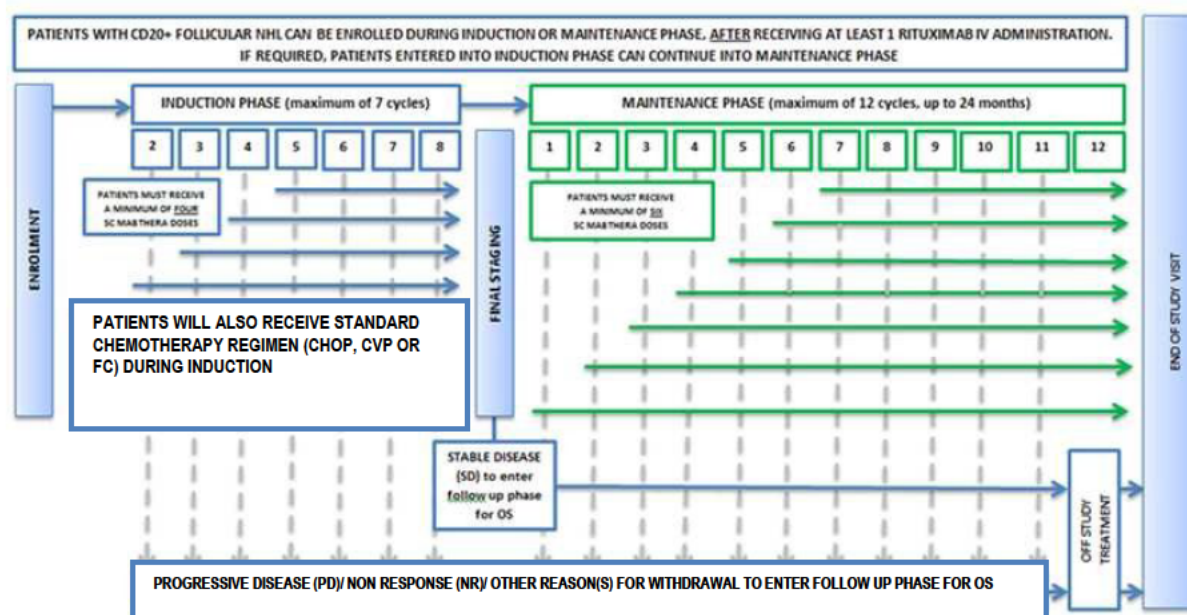 PATIENTS WITH CD20+ FOLLICULAR NHL CAN BE ENROLLED DURING INDUCTION OR MAINTENANCE PHASE, AFTER RECEIVING AT LEAST 1 RITUXIMAB IV ADMINISTRATION.
IF REQUIRED, PATIENTS ENTERED INTO INDUCTION PHASE CAN CONTINUE INTO MAINTENANCE PHASE
ENROLMENT
INDUCTION PHASE (maximum of 7 cycles)
2 3 4 5 6 7 8
PATIENTS MUST RECEIVE
A MINIMUM OF FOUR
SC MABTHERA DOSES
PATIENTS WILL ALSO RECEIVE STANDARD
CHEMOTHERAPY REGIMEN (CHOP, CVP OR
FC) DURING INDUCTION
FINAL STAGING
MAINTENANCE PHASE (maximum of 12 cycles, up to 24 months)
1 2 3 4 5 6 7 8 9 10 11 12
PATIENTS MUST RECEIVE
A MINIMUM OF SIX
SC MABTHERA DOSES
STABLE DISEASE
(SD) to enter
follow up phase
for OS
OFF STUDY
TREATMENT
END OF STUDY VISIT
PROGRESSIVE DISEASE (PD)/ NON RESPONSE (NR)/ OTHER REASON(S) FOR WITHDRAWAL TO ENTER FOLLOW UP PHASE FOR OS